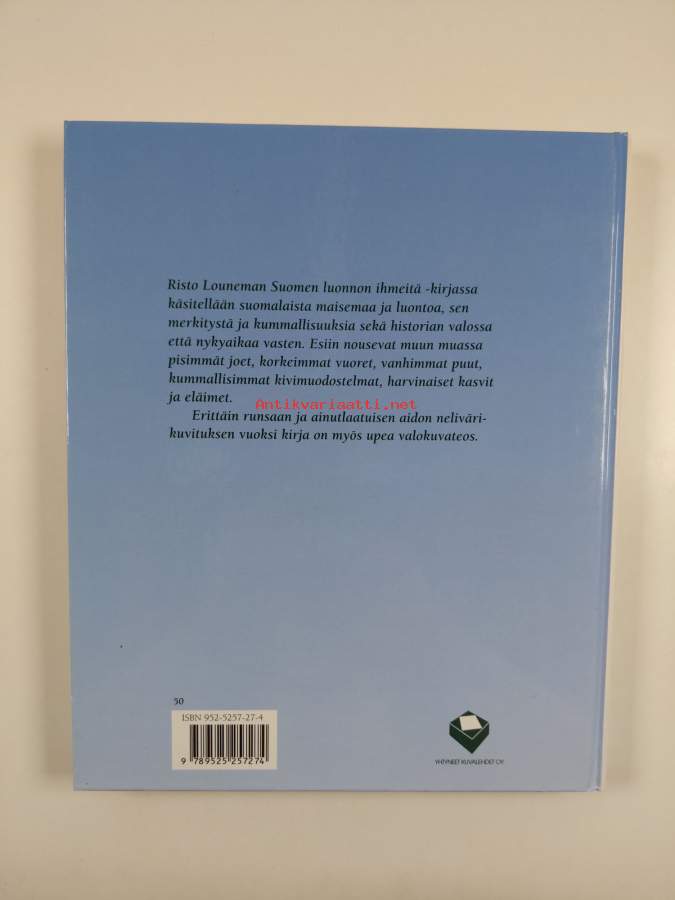 Risto Louneman Suomen luonnon ihmeitä -kirjassa
käsitellään suomalaista maisemaa ja luontoa, sen
merkitystä ja kummallisuuksia sekä historian valossa
että nykyaikaa vasten. Esiin nousevat muun muassa
pisimmät joet, korkeimmat vuoret, vanhimmat puut,
kummallisimmat kivimuodostelmat, harvinaiset kasvit
ja eläimet.
Antikvariaatti.net
Erittäin runsaan ja ainutlaatuisen aidon neliväri-
kuvituksen vuoksi kirja on myös upea valokuvateos.
50
ISBN 952-5257-27-4
9 789525 257274
YHTYNEET KUVALEHDET OY